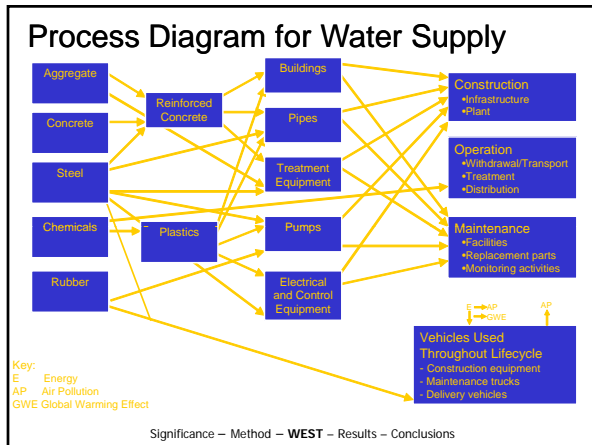 Process Diagram for Water Supply
Aggregate
Concrete
Steel
Chemicals
Rubber
Reinforced
Concrete
Plastics
Buildings
Pipes
Treatment
Equipment
Pumps
Electrical
and Control
Equipment
Construction
•Infrastructure
•Plant
Operation
•Withdrawal/Transport
•Treatment
•Distribution
Maintenance
•Facilities
•Replacement parts
•Monitoring activities
E AP
GWE
AP
Vehicles Used
Throughout Lifecycle
- Construction equipment
- Maintenance trucks
- Delivery vehicles
Key:
E Energy
AP Air Pollution
GWE Global Warming Effect
Significance – Method – WEST – Results – Conclusions